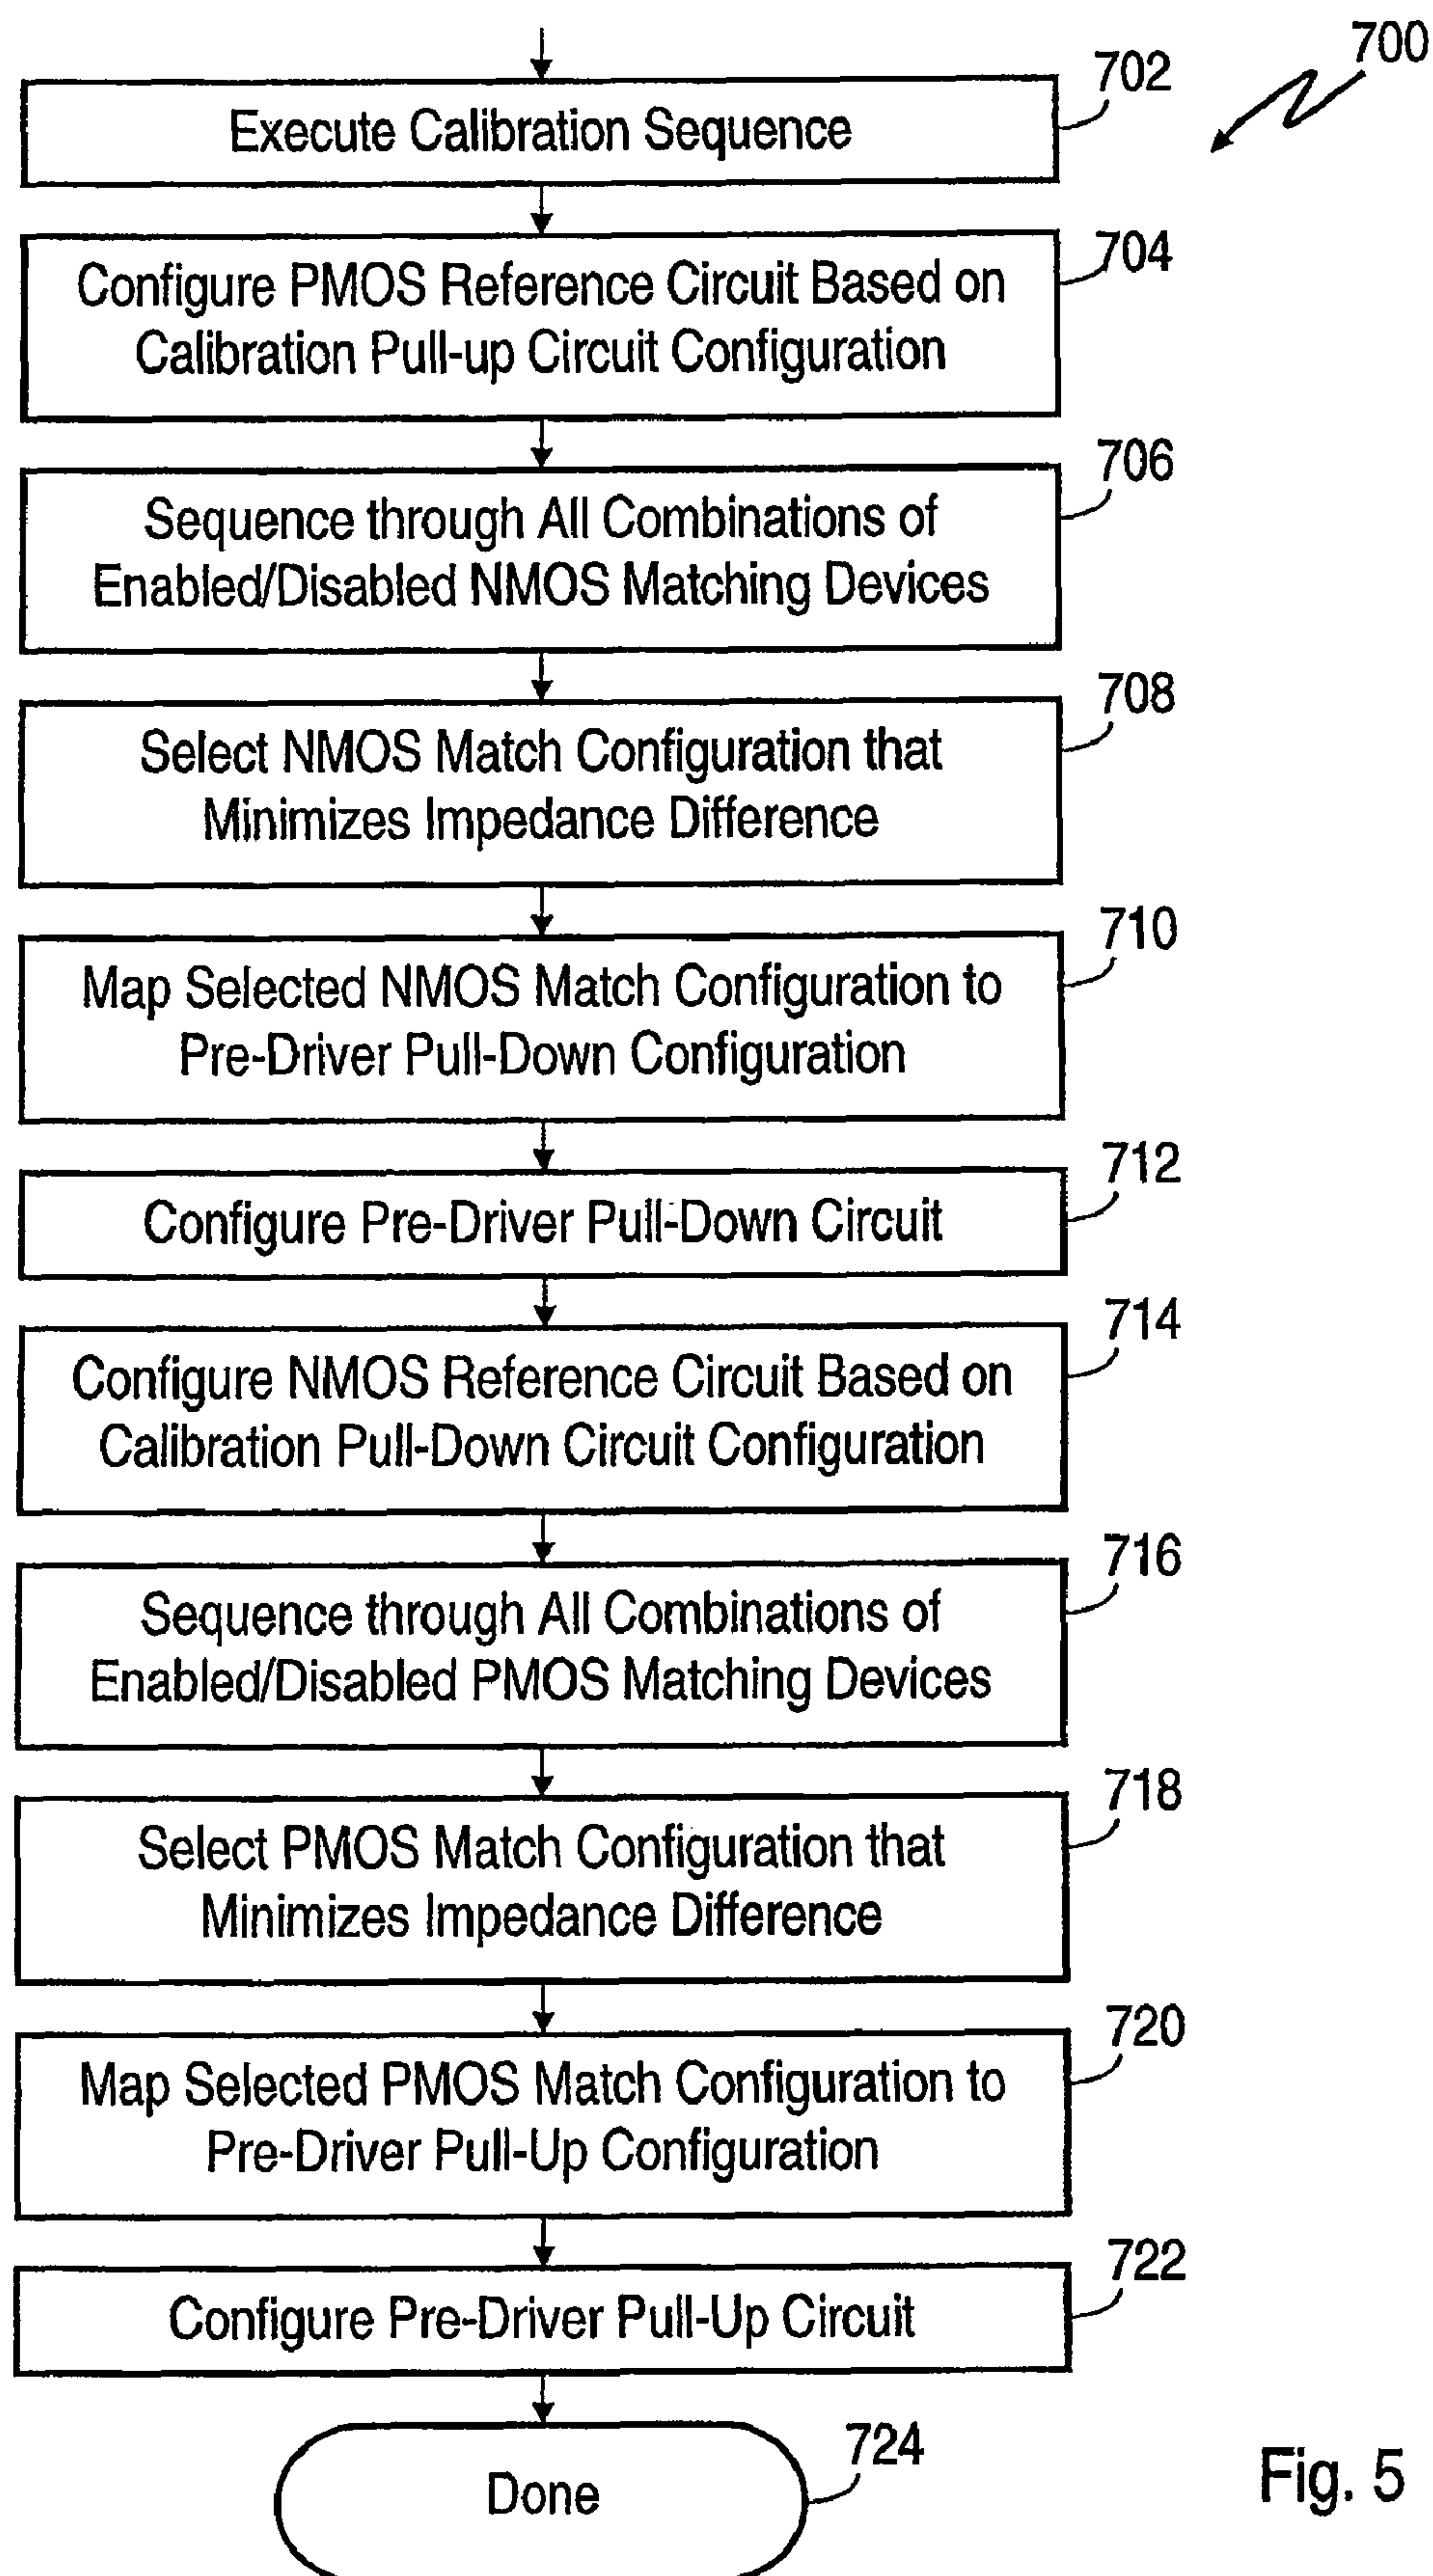 700
702
Execute Calibration Sequence
704
Configure PMOS Reference Circuit Based on
Calibration Pull-up Circuit Configuration
706
Sequence through All Combinations of
Enabled/Disabled NMOS Matching Devices
708
Select NMOS Match Configuration that
Minimizes Impedance Difference
710
Map Selected NMOS Match Configuration to
Pre-Driver Pull-Down Configuration
712
Configure Pre-Driver Pull-Down Circuit
714
Configure NMOS Reference Circuit Based on
Calibration Pull-Down Circuit Configuration
716
Sequence through All Combinations of
Enabled/Disabled PMOS Matching Devices
718
Select PMOS Match Configuration that
Minimizes Impedance Difference
720
Map Selected PMOS Match Configuration to
Pre-Driver Pull-Up Configuration
722
Configure Pre-Driver Pull-Up Circuit
724
Done
Fig. 5